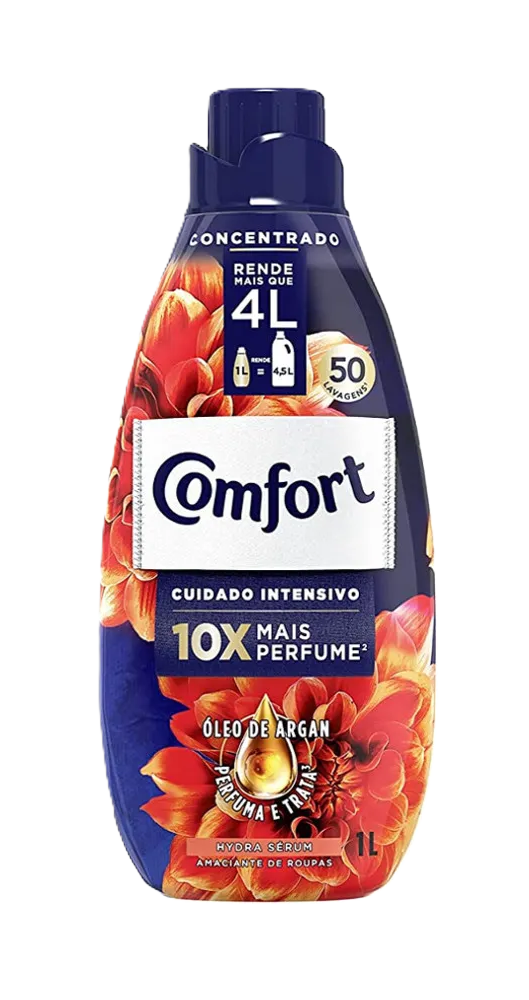 CONCENTRADO
RENDE
MAIS QUE
4L
1L RENDE = 4,5L
50
LAVAGENS¹
Comfort
CUIDADO INTENSIVO
10X MAIS
PERFUME²
ÓLEO DE ARGAN
PERFUMA E TRATA³
HYDRA SÉRUM
1L
AMACIANTE DE ROUPAS